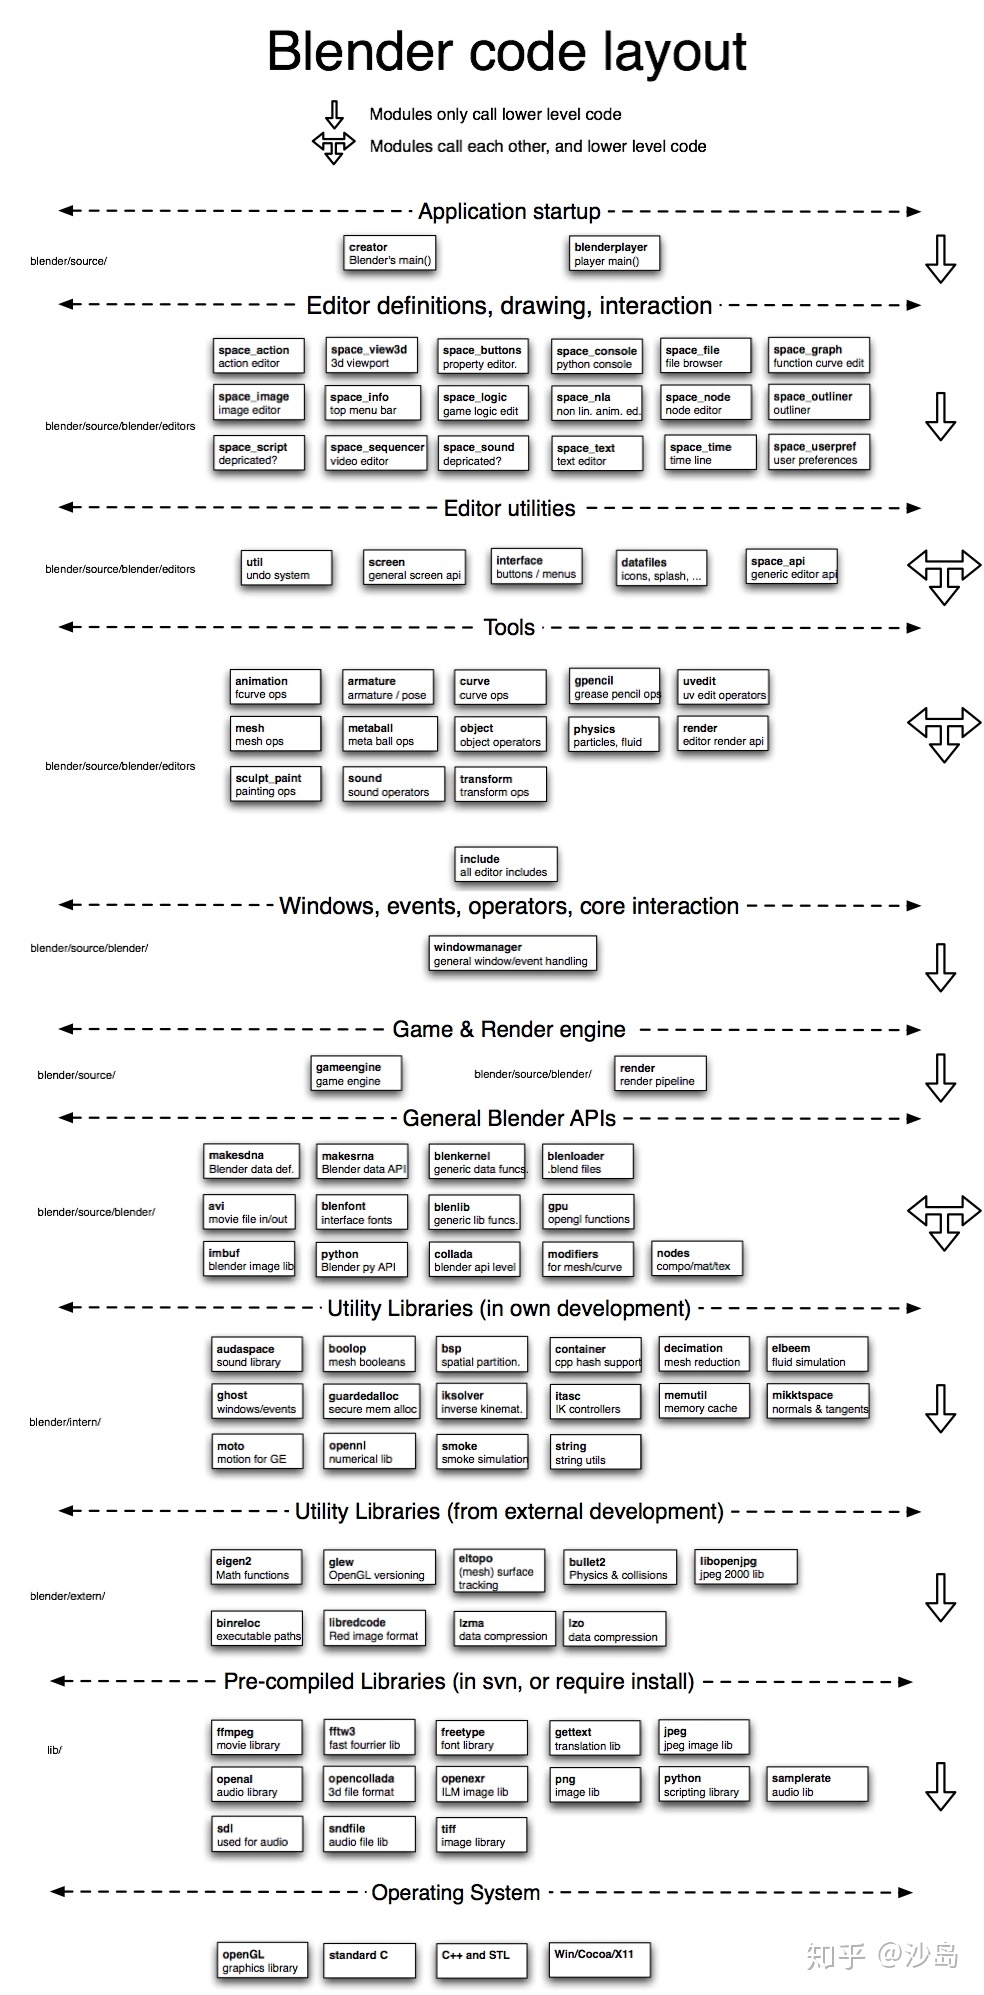 Blender code layout
Modules only call lower level code
Modules call each other, and lower level code
Application startup
blender/source/
creator
Blender's main()
blenderplayer
player main()
Editor definitions, drawing, interaction
blender/source/blender/editors
space_action
action editor
space_view3d
3d viewport
space_buttons
property editor.
space_console
python console
space_file
file browser
space_graph
function curve edit
space_image
image editor
space_info
top menu bar
space_logic
game logic edit
space_nla
non lin. anim. ed.
space_node
node editor
space_outliner
outliner
space_script
depricated?
space_sequencer
video editor
space_sound
depricated?
space_text
text editor
space_time
time line
space_userpref
user preferences
Editor utilities
blender/source/blender/editors
util
undo system
screen
general screen api
interface
buttons / menus
datafiles
icons, splash, ...
space_api
generic editor api
Tools
blender/source/blender/editors
animation
fcurve ops
armature
armature / pose
curve
curve ops
gpencil
grease pencil ops
uvedit
uv edit operators
mesh
mesh ops
metaball
meta ball ops
object
object operators
physics
particles, fluid
render
editor render api
sculpt_paint
painting ops
sound
sound operators
transform
transform ops
include
all editor includes
Windows, events, operators, core interaction
blender/source/blender/
windowmanager
general window/event handling
Game & Render engine
blender/source/
gameengine
game engine
blender/source/blender/
render
render pipeline
General Blender APIs
blender/source/blender/
makesdna
Blender data def.
makesrna
Blender data API
blenkernel
generic data funcs.
blenloader
.blend files
avi
movie file in/out
blenfont
interface fonts
blenlib
generic lib funcs.
gpu
opengl functions
imbuf
blender image lib
python
Blender py API
collada
blender api level
modifiers
for mesh/curve
nodes
compo/mat/tex
Utility Libraries (in own development)
blender/intern/
audaspace
sound library
boolop
mesh booleans
bsp
spatial partition.
container
cpp hash support
decimation
mesh reduction
elbeem
fluid simulation
ghost
windows/events
guardedalloc
secure mem alloc
iksolver
inverse kinemat.
itasc
IK controllers
memutil
memory cache
mikktspace
normals & tangents
moto
motion for GE
opennl
numerical lib
smoke
smoke simulation
string
string utils
Utility Libraries (from external development)
blender/extern/
eigen2
Math functions
glew
OpenGL versioning
eltopo
(mesh) surface
tracking
bullet2
Physics & collisions
libopenjpg
jpeg 2000 lib
binreloc
executable paths
libredcode
Red image format
lzma
data compression
lzo
data compression
Pre-compiled Libraries (in svn, or require install)
lib/
ffmpeg
movie library
fftw3
fast fourrier lib
freetype
font library
gettext
translation lib
jpeg
jpeg image lib
openal
audio library
opencollada
3d file format
openexr
ILM image lib
png
image lib
python
scripting library
samplerate
audio lib
sdl
used for audio
sndfile
audio file lib
tiff
image library
Operating System
openGL
graphics library
standard C
C++ and STL
Win/Cocoa/X11
知乎 @沙岛